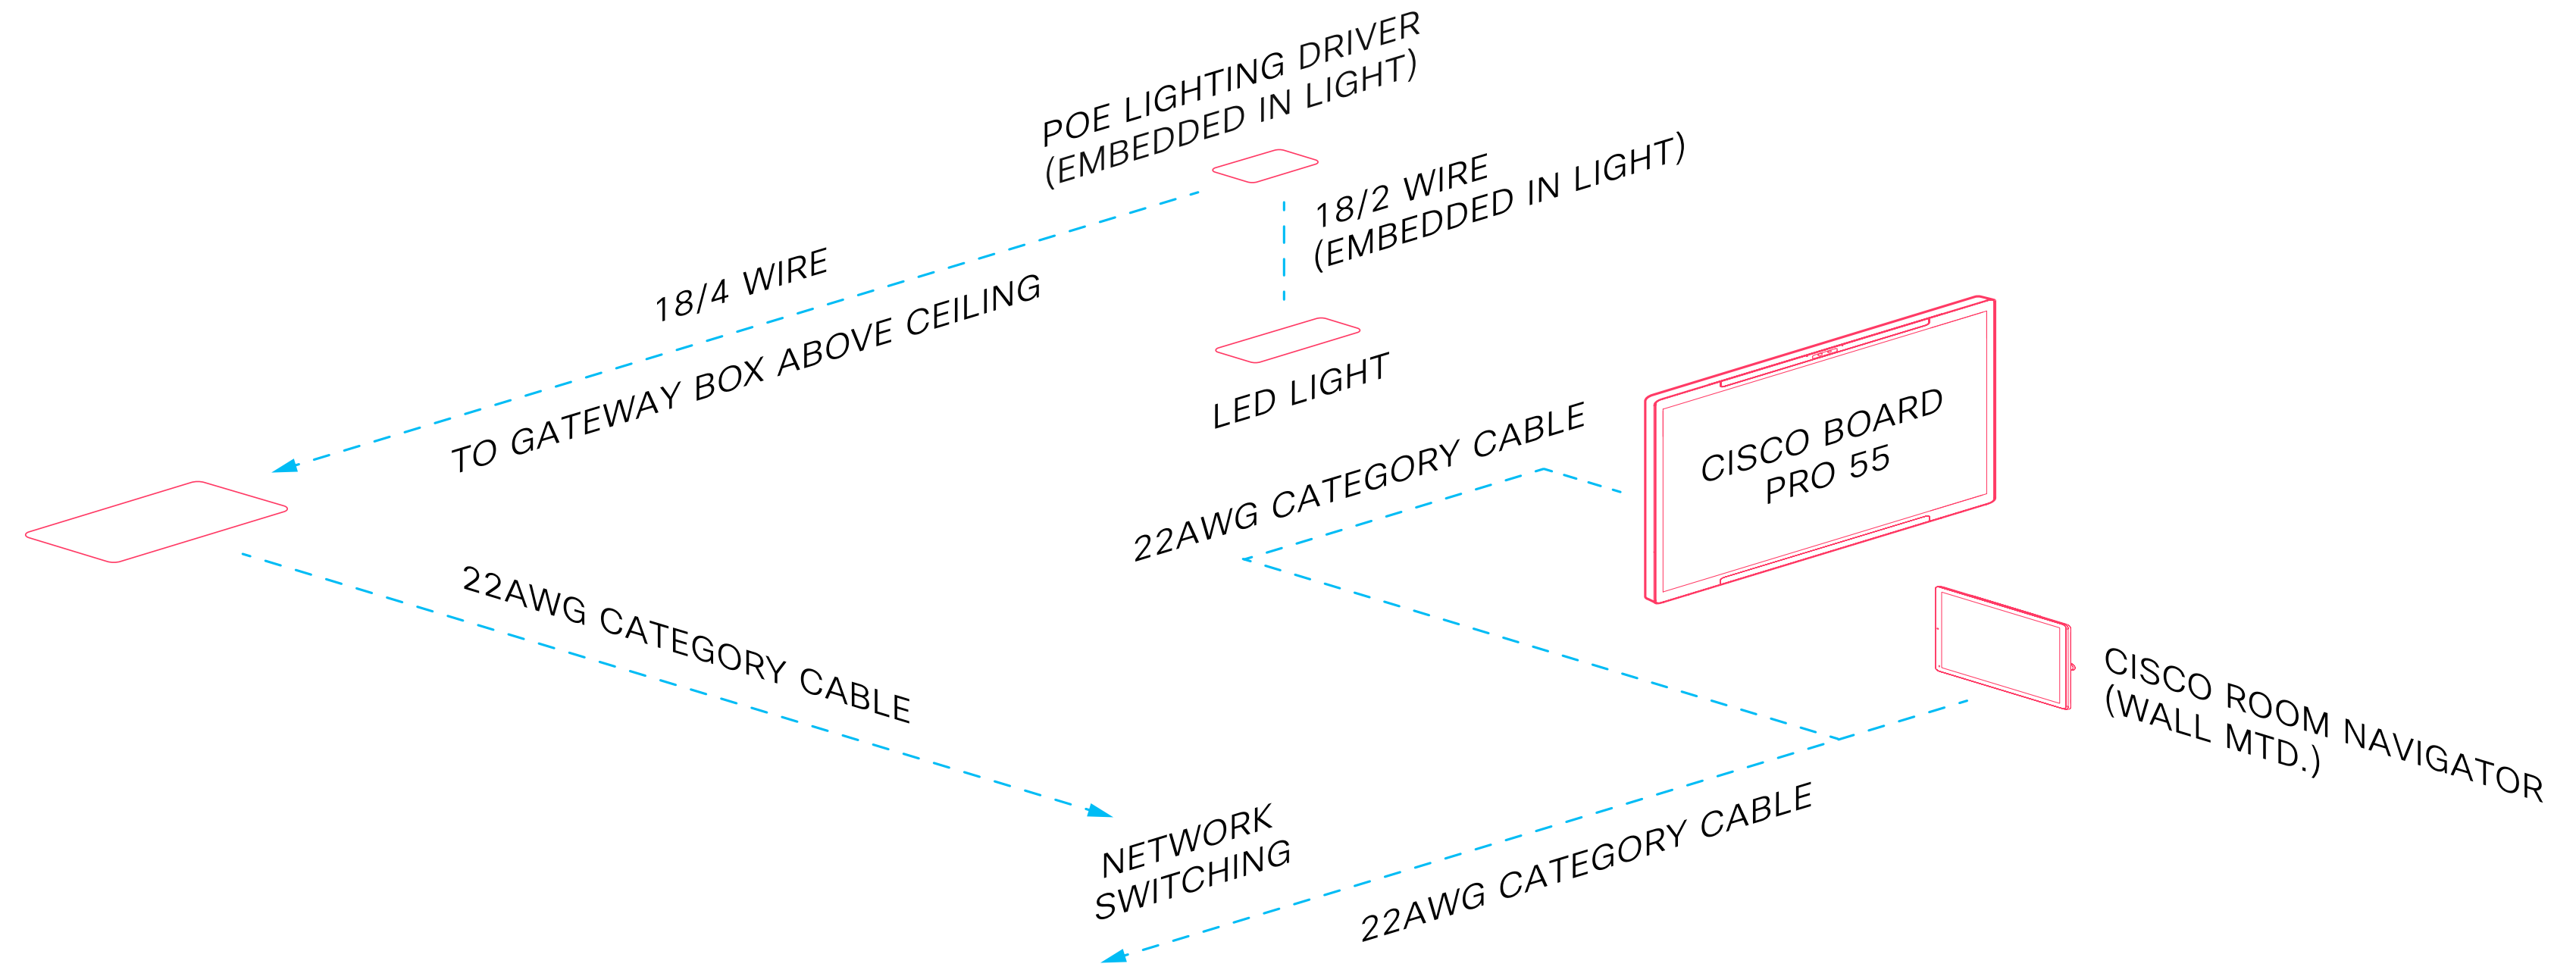 POE LIGHTING DRIVER
(EMBEDDED IN LIGHT)
18/2 WIRE
(EMBEDDED IN LIGHT)
18/4 WIRE
TO GATEWAY BOX ABOVE CEILING
LED LIGHT
22AWG CATEGORY CABLE
CISCO BOARD
PRO 55
22AWG CATEGORY CABLE
CISCO ROOM NAVIGATOR
(WALL MTD.)
NETWORK
SWITCHING
22AWG CATEGORY CABLE